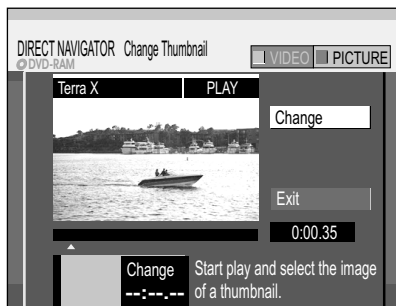 DIRECT NAVIGATOR Change Thumbnail
DVD-RAM
VIDEO PICTURE
Terra X PLAY
Change
Exit
0:00.35
Change Start play and select the image
--:--.-- of a thumbnail.